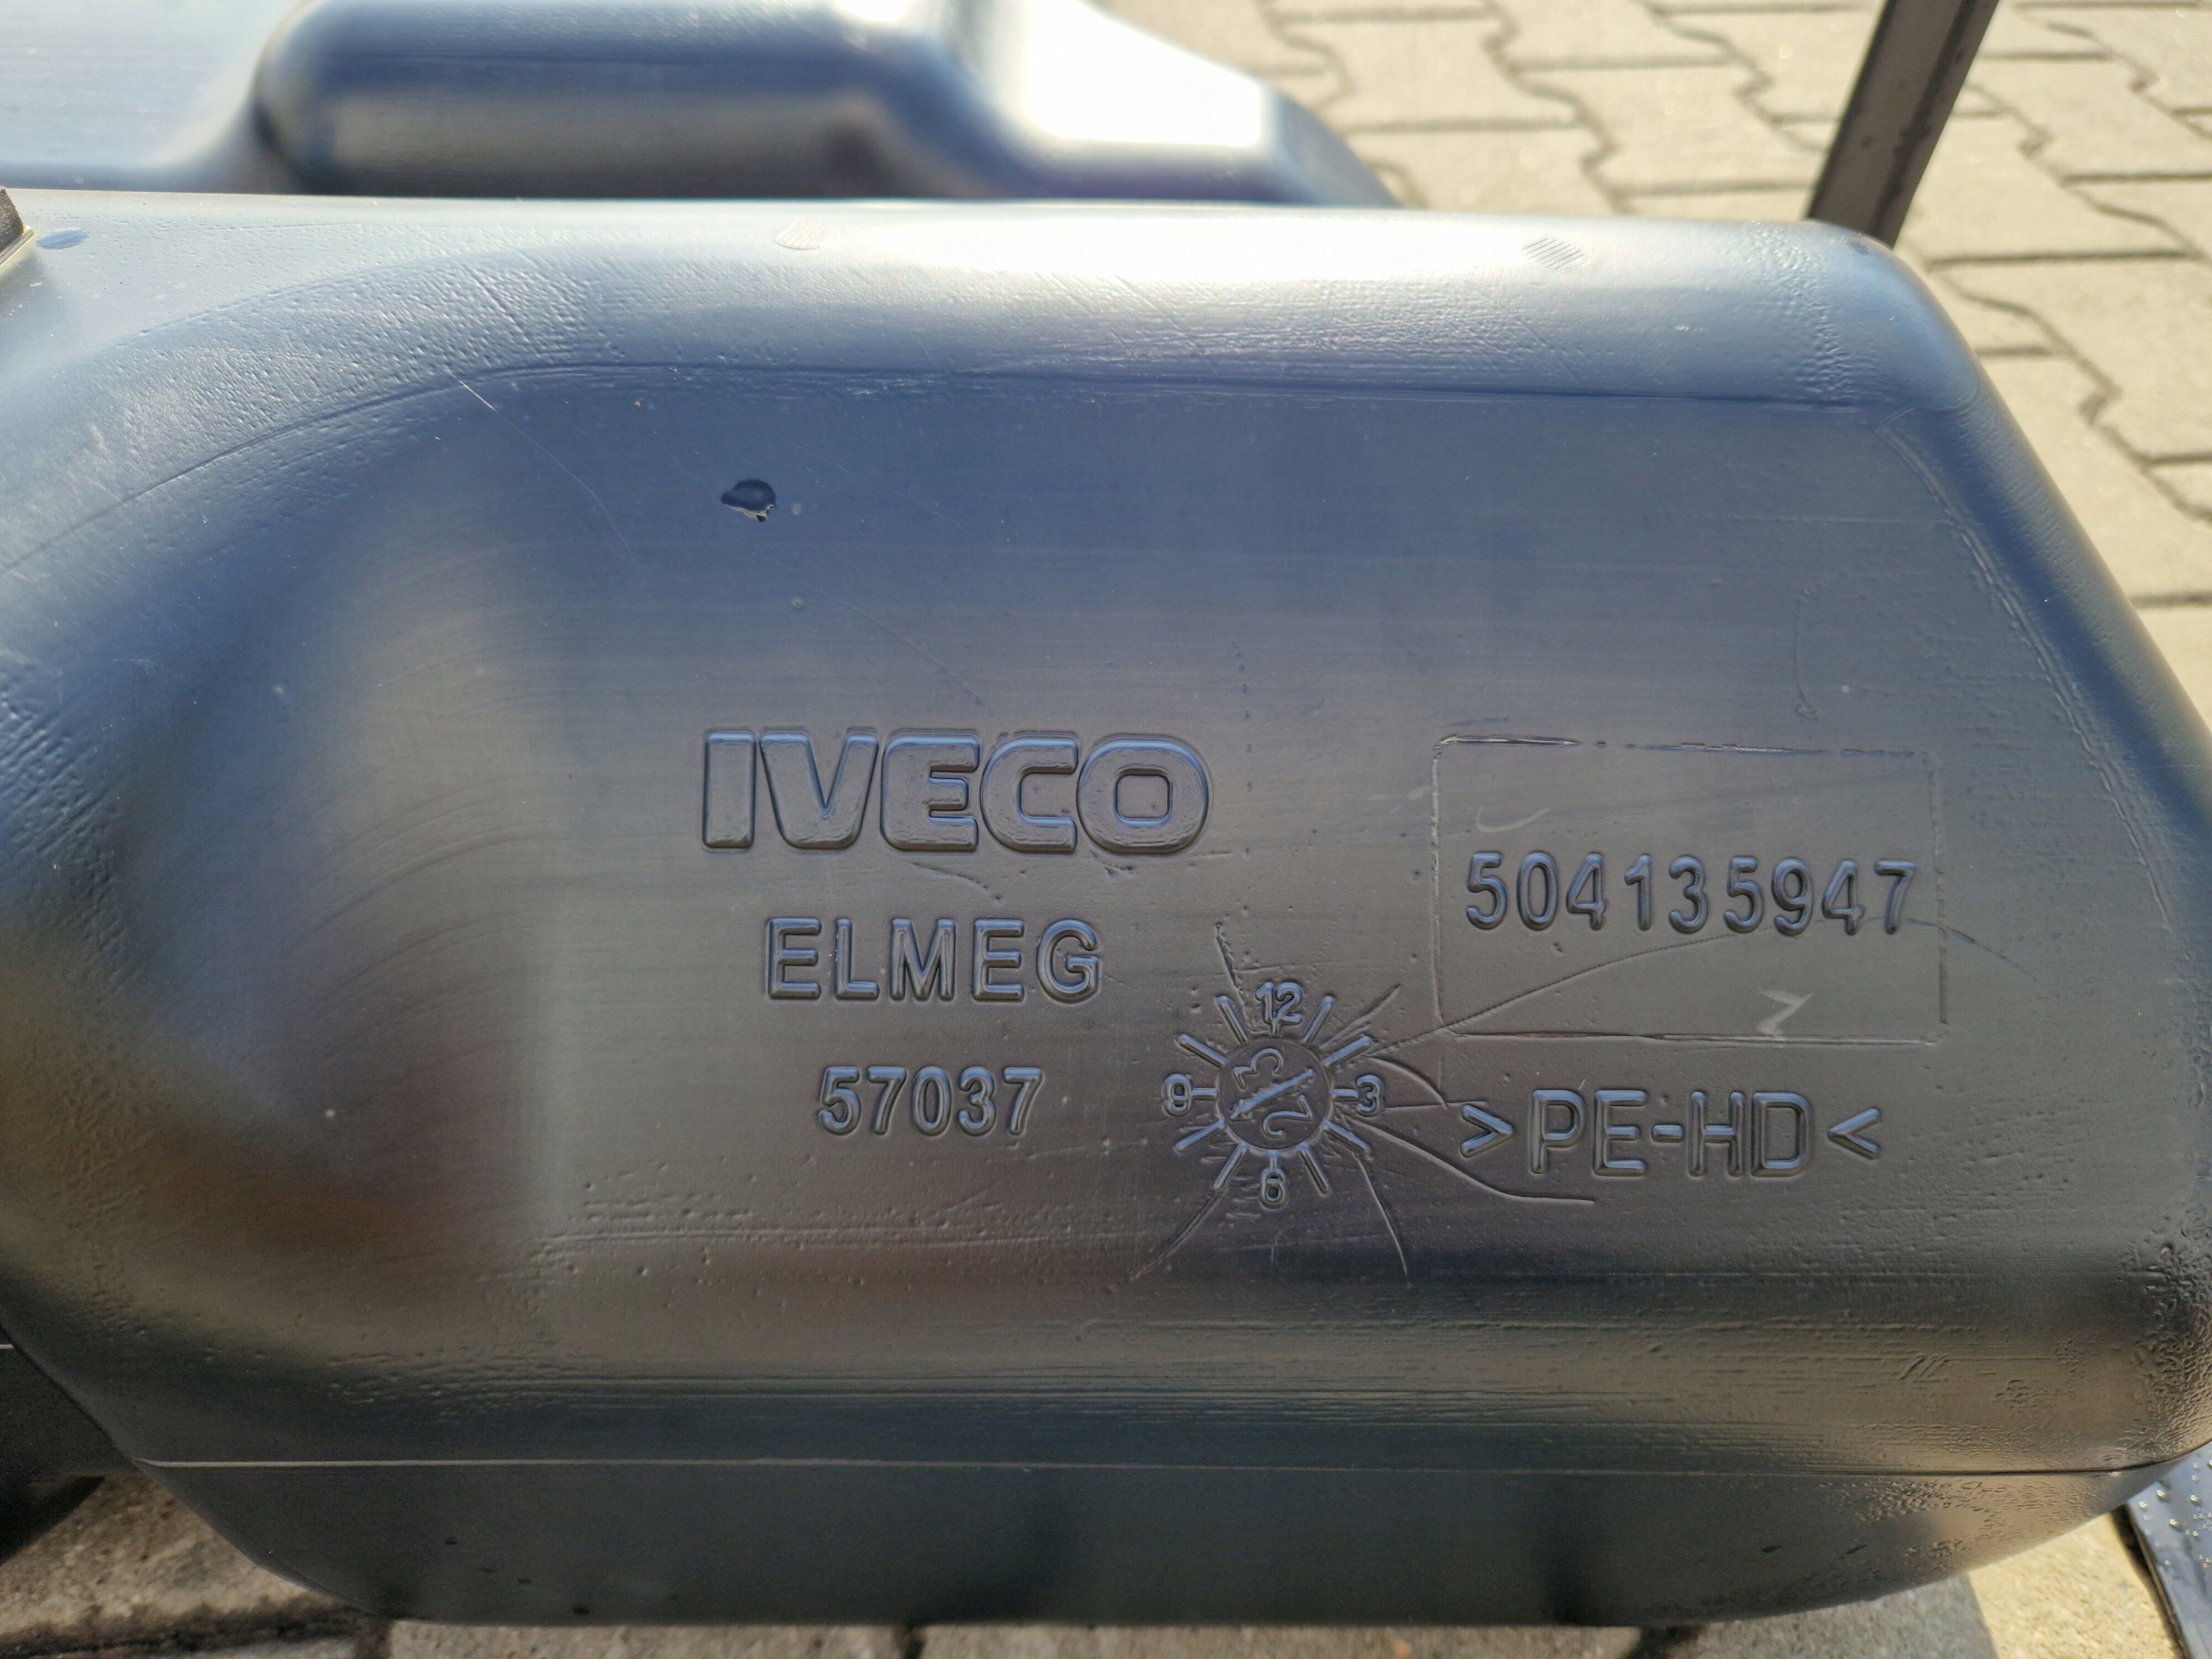 IVECO
504135947
ELMEG
57037
12
9
3
6
>PE-HD<